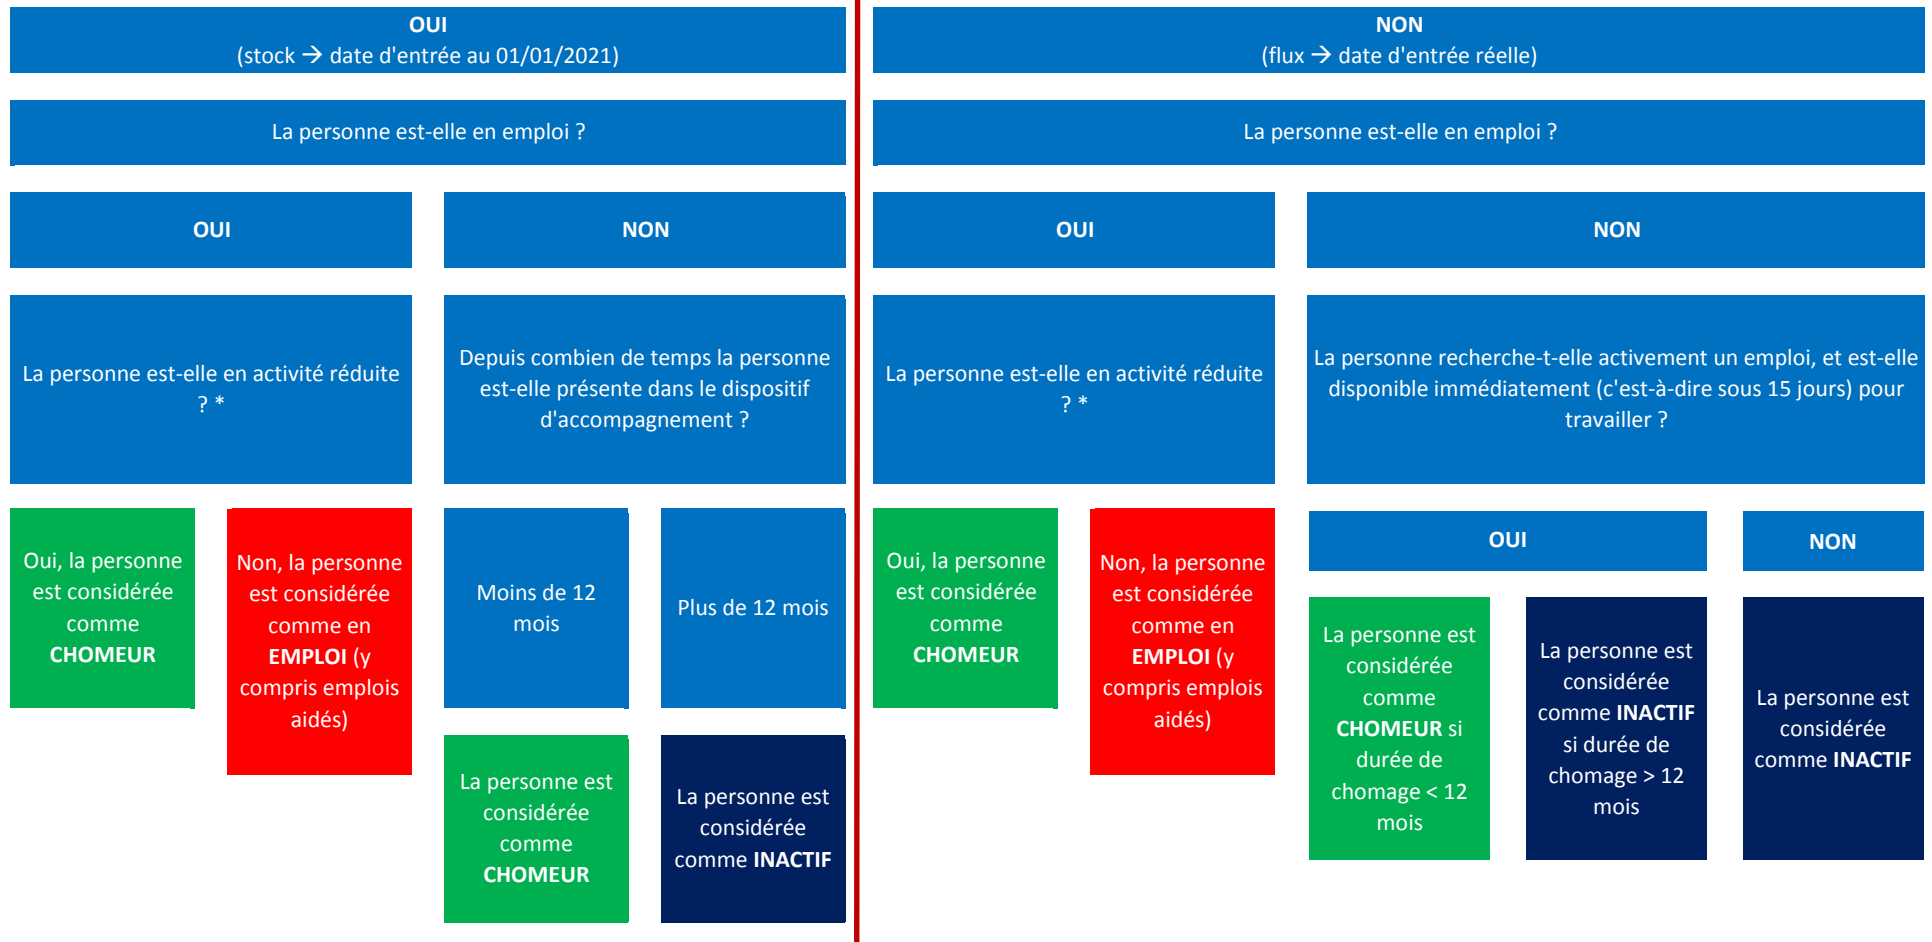 OUI
(stock → date d'entrée au 01/01/2021)
La personne est-elle en emploi ?
OUI
NON
La personne est-elle en activité réduite
? *
Depuis combien de temps la personne
est-elle présente dans le dispositif
d'accompagnement ?
Oui, la personne
est considérée
comme
CHOMEUR
Non, la personne
est considérée
comme en
EMPLOI (y
compris emplois
aidés)
Moins de 12
mois
Plus de 12 mois
La personne est
considérée
comme
CHOMEUR
La personne est
considérée
comme INACTIF
NON
(flux → date d'entrée réelle)
La personne est-elle en emploi ?
OUI
NON
La personne est-elle en activité réduite
? *
La personne recherche-t-elle activement un emploi, et est-elle
disponible immédiatement (c'est-à-dire sous 15 jours) pour
travailler ?
Oui, la personne
est considérée
comme
CHOMEUR
Non, la personne
est considérée
comme en
EMPLOI (y
compris emplois
aidés)
OUI
NON
La personne est
considérée
comme
CHOMEUR si
durée de
chomage < 12
mois
La personne est
considérée
comme INACTIF
si durée de
chomage > 12
mois
La personne est
considérée
comme INACTIF